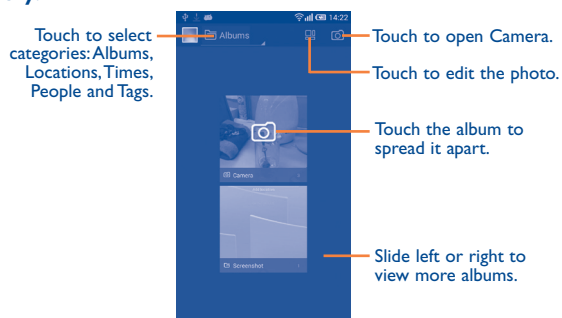 14:22
Albums
Touch to select
categories: Albums,
Locations, Times,
People and Tags.
Touch to open Camera.
Touch to edit the photo.
Touch the album to
spread it apart.
Camera
Screenshot
Slide left or right to
view more albums.